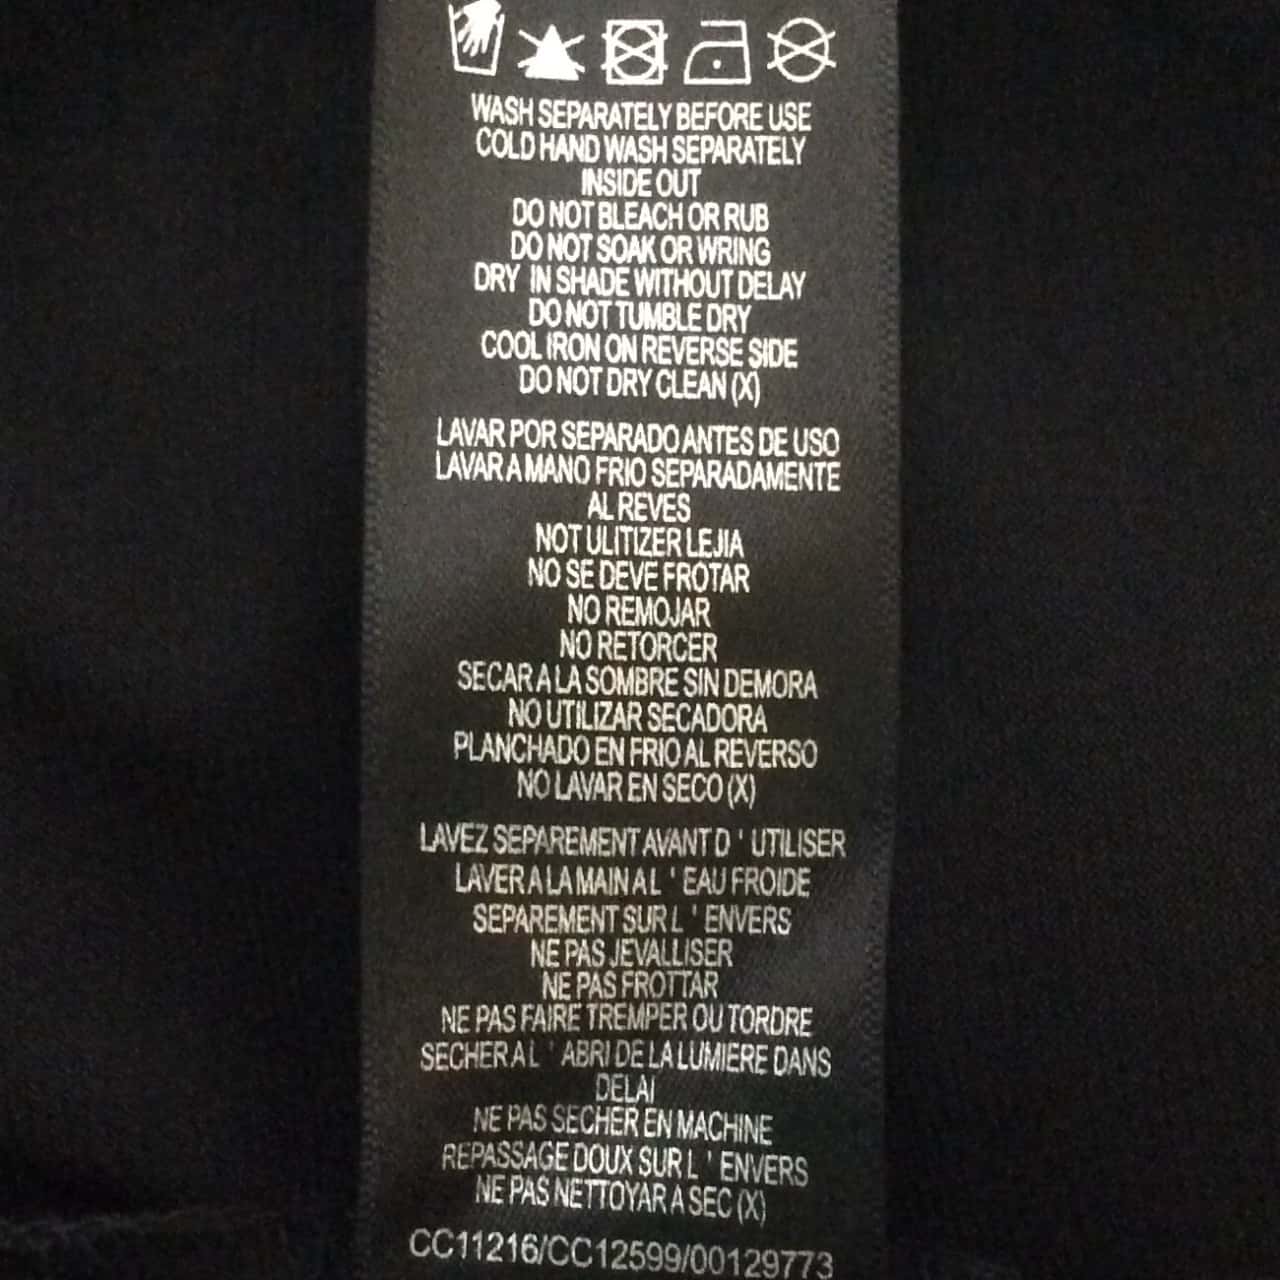 WASH SEPARATELY BEFORE USE
COLD HAND WASH SEPARATELY
INSIDE OUT
DO NOT BLEACH OR RUB
DO NOT SOAK OR WRING
DRY IN SHADE WITHOUT DELAY
DO NOT TUMBLE DRY
COOL IRON ON REVERSE SIDE
DO NOT DRY CLEAN (X)
LAVAR POR SEPARADO ANTES DE USO
LAVAR A MANO FRIO SEPARADAMENTE
AL REVES
NOT ULITIZER LEJIA
NO SE DEVE FROTAR
NO REMOJAR
NO RETORCER
SECAR A LA SOMBRE SIN DEMORA
NO UTILIZAR SECADORA
PLANCHADO EN FRIO AL REVERSO
NO LAVAR EN SECO (X)
LAVEZ SEPAREMENT AVANT D ' UTILISER
LAVER A LA MAIN A L ' EAU FROIDE
SEPAREMENT SUR L ' ENVERS
NE PAS JEVALLISER
NE PAS FROTTAR
NE PAS FAIRE TREMPER OU TORDRE
SECHER A L ' ABRI DE LA LUMIERE DANS
DELAI
NE PAS SECHER EN MACHINE
REPASSAGE DOUX SUR L ' ENVERS
NE PAS NETTOYAR A SEC (X)
CC11216/CC12599/00129773